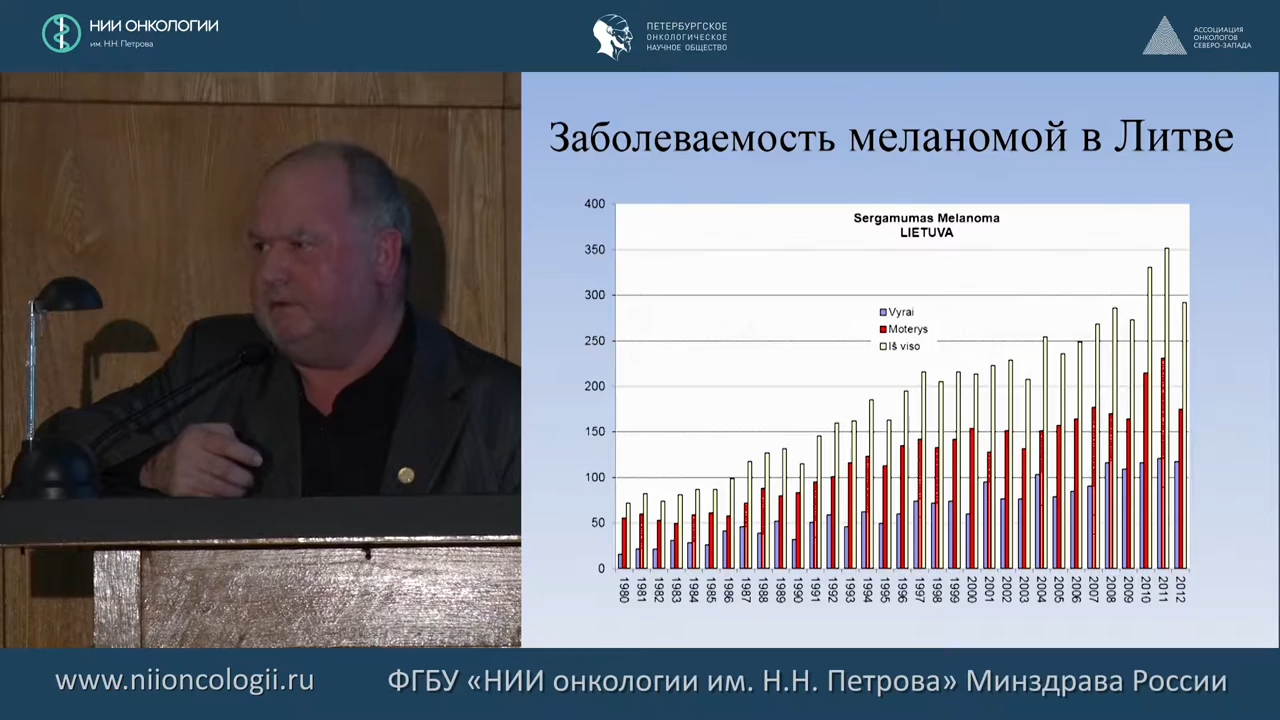 НИИ ОНКОЛОГИИ
им. Н.Н. Петрова
ПЕТЕРБУРГСКОЕ
ОНКОЛОГИЧЕСКОЕ
НАУЧНОЕ ОБЩЕСТВО
АССОЦИАЦИЯ
ОНКОЛОГОВ
СЕВЕРО-ЗАПАДА
Заболеваемость меланомой в Литве
Sergamumas Melanoma
LIETUVA
Vyrai
Moterys
Iš viso
400
350
300
250
200
150
100
50
0
1980 1981 1982 1983 1984 1985 1986 1987 1988 1989 1990 1991 1992 1993 1994 1995 1996 1997 1998 1999 2000 2001 2002 2003 2004 2005 2006 2007 2008 2009 2010 2011 2012
www.niioncologii.ru
ФГБУ «НИИ онкологии им. Н.Н. Петрова» Минздрава России